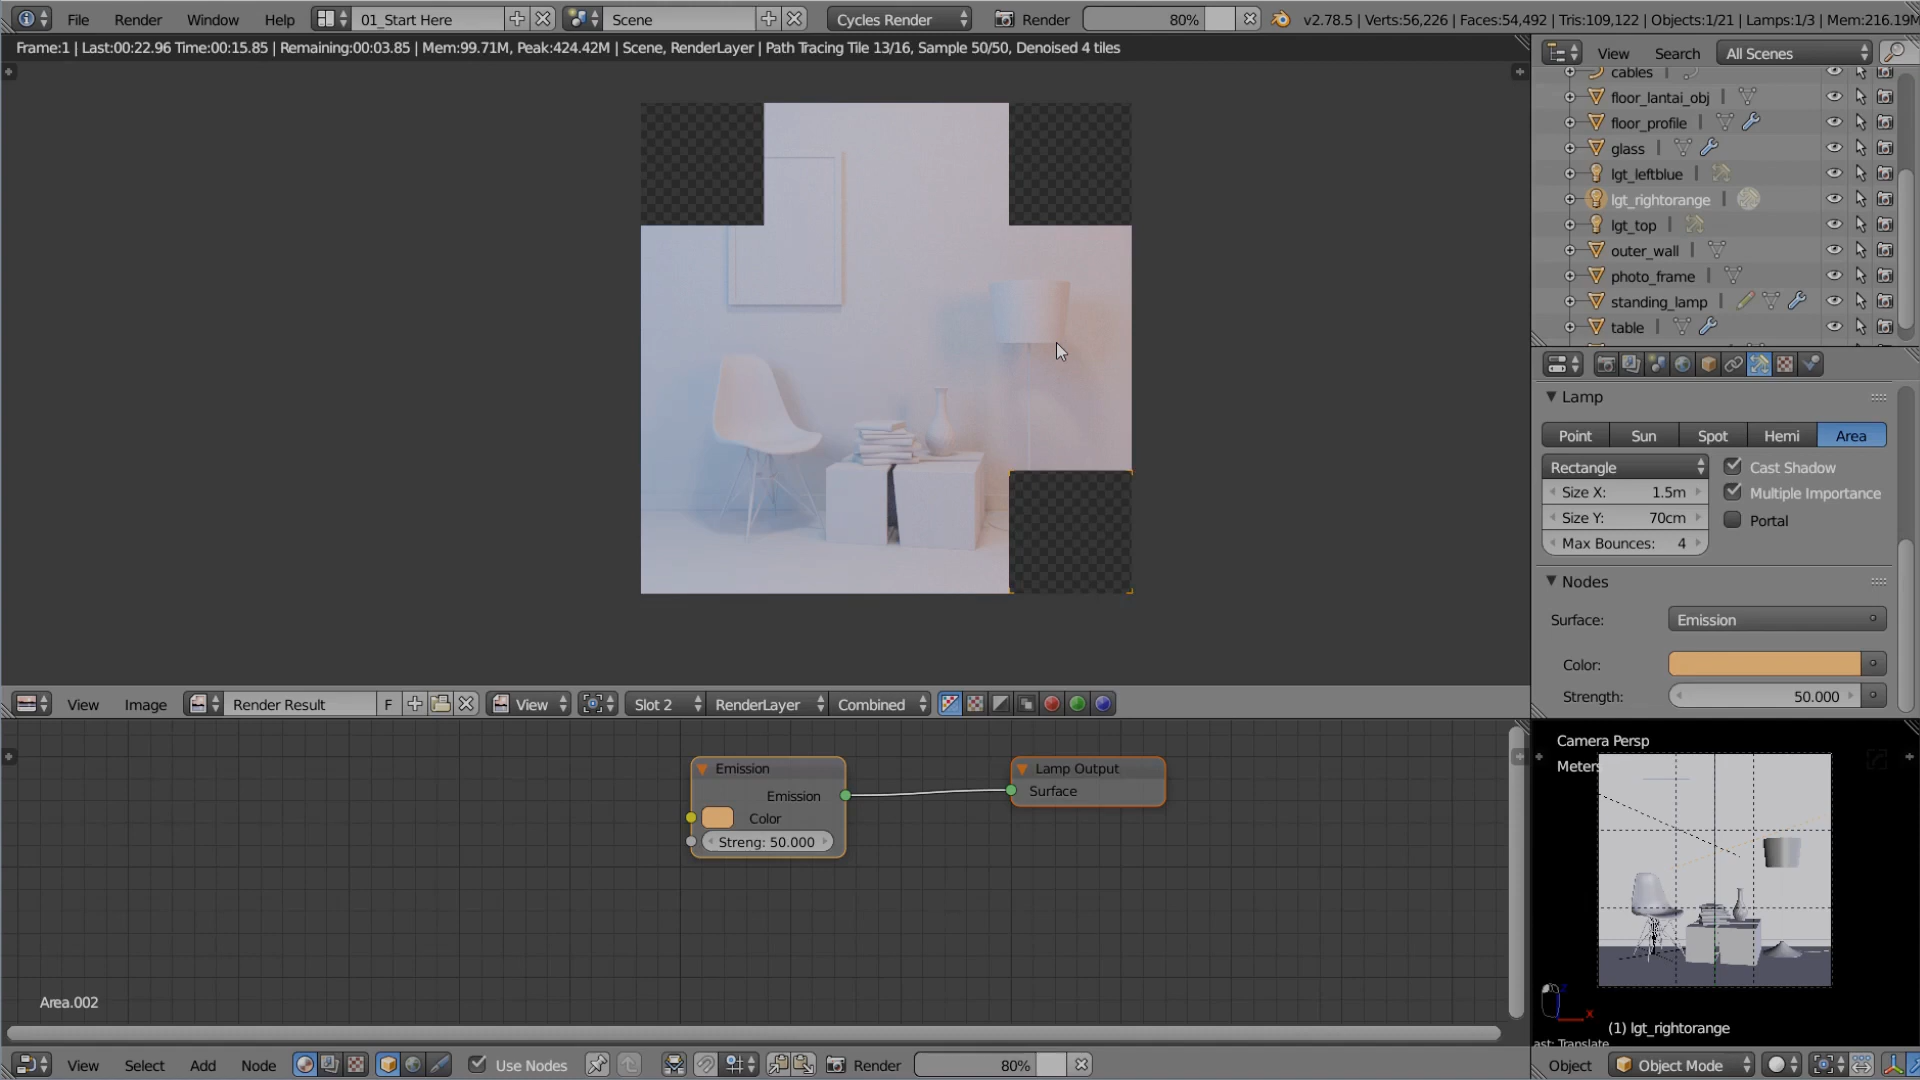 File Render Window Help 01_Start Here Scene Cycles Render Render 80% v2.78.5 | Verts:56,226 | Faces:54,492 | Tris:109,122 | Objects:1/21 | Lamps:1/3 | Mem:216.19M
Frame:1 | Last:00:22.96 Time:00:15.85 | Remaining:00:03.85 | Mem:99.71M, Peak:424.42M | Scene, RenderLayer | Path Tracing Tile 13/16, Sample 50/50, Denoised 4 tiles
View Search All Scenes
cables
floor_lantai_obj
floor_profile
glass
lgt_leftblue
lgt_rightorange
lgt_top
outer_wall
photo_frame
standing_lamp
table
Lamp
Point Sun Spot Hemi Area
Rectangle Cast Shadow
Size X: 1.5m Multiple Importance
Size Y: 70cm Portal
Max Bounces: 4
Nodes
Surface: Emission
Color:
Strength: 50.000
View Image Render Result F View Slot 2 RenderLayer Combined
Emission
Emission
Color
Streng: 50.000
Lamp Output
Surface
Area.002
Camera Persp
Meters
(1) lgt_rightorange
ast: Translate
View Select Add Node Use Nodes Render 80% Object Object Mode